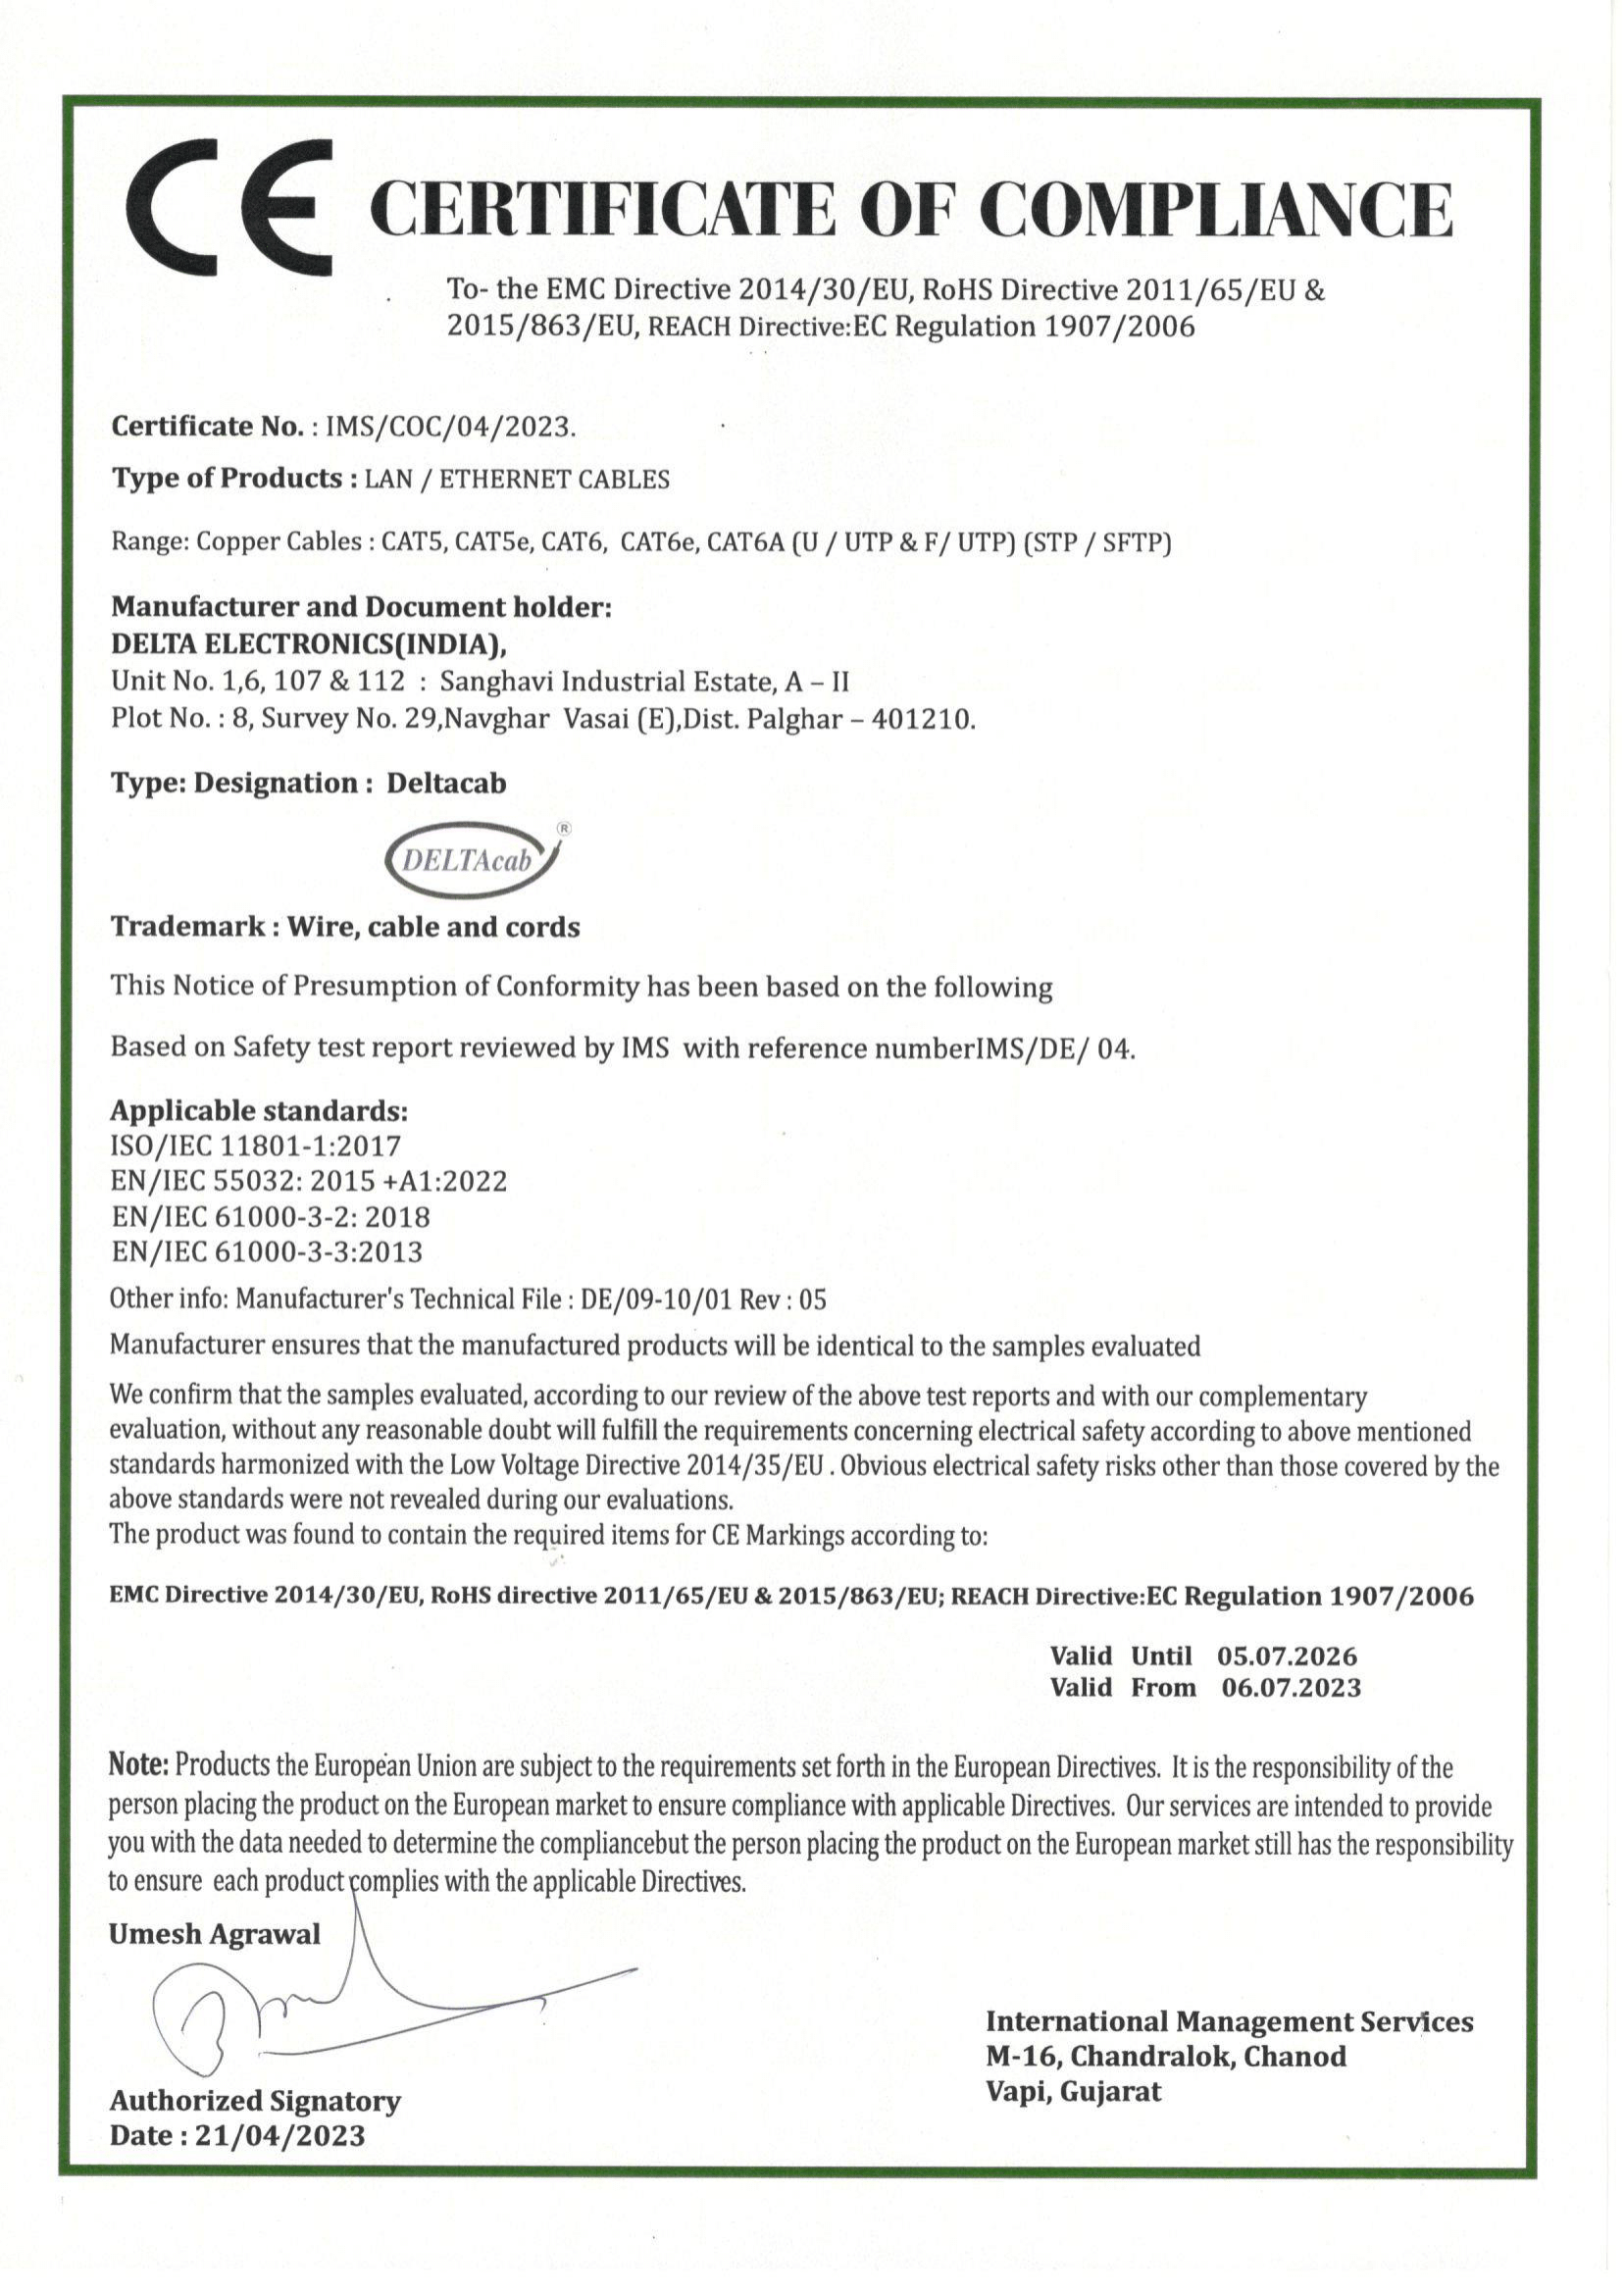 CE CERTIFICATE OF COMPLIANCE
To- the EMC Directive 2014/30/EU, RoHS Directive 2011/65/EU &
2015/863/EU, REACH Directive:EC Regulation 1907/2006
Certificate No. : IMS/COC/04/2023.
Type of Products : LAN / ETHERNET CABLES
Range: Copper Cables : CAT5, CAT5e, CAT6, CAT6e, CAT6A (U / UTP & F/ UTP) (STP / SFTP)
Manufacturer and Document holder:
DELTA ELECTRONICS(INDIA),
Unit No. 1,6, 107 & 112 : Sanghavi Industrial Estate, A – II
Plot No. : 8, Survey No. 29,Navghar Vasai (E),Dist. Palghar – 401210.
Type: Designation : Deltacab
DELTAcab ®
Trademark : Wire, cable and cords
This Notice of Presumption of Conformity has been based on the following
Based on Safety test report reviewed by IMS with reference numberIMS/DE/ 04.
Applicable standards:
ISO/IEC 11801-1:2017
EN/IEC 55032: 2015 +A1:2022
EN/IEC 61000-3-2: 2018
EN/IEC 61000-3-3:2013
Other info: Manufacturer's Technical File : DE/09-10/01 Rev : 05
Manufacturer ensures that the manufactured products will be identical to the samples evaluated
We confirm that the samples evaluated, according to our review of the above test reports and with our complementary
evaluation, without any reasonable doubt will fulfill the requirements concerning electrical safety according to above mentioned
standards harmonized with the Low Voltage Directive 2014/35/EU . Obvious electrical safety risks other than those covered by the
above standards were not revealed during our evaluations.
The product was found to contain the required items for CE Markings according to:
EMC Directive 2014/30/EU, RoHS directive 2011/65/EU & 2015/863/EU; REACH Directive:EC Regulation 1907/2006
Valid Until 05.07.2026
Valid From 06.07.2023
Note: Products the European Union are subject to the requirements set forth in the European Directives. It is the responsibility of the
person placing the product on the European market to ensure compliance with applicable Directives. Our services are intended to provide
you with the data needed to determine the compliancebut the person placing the product on the European market still has the responsibility
to ensure each product complies with the applicable Directives.
Umesh Agrawal
Authorized Signatory
Date : 21/04/2023
International Management Services
M-16, Chandralok, Chanod
Vapi, Gujarat